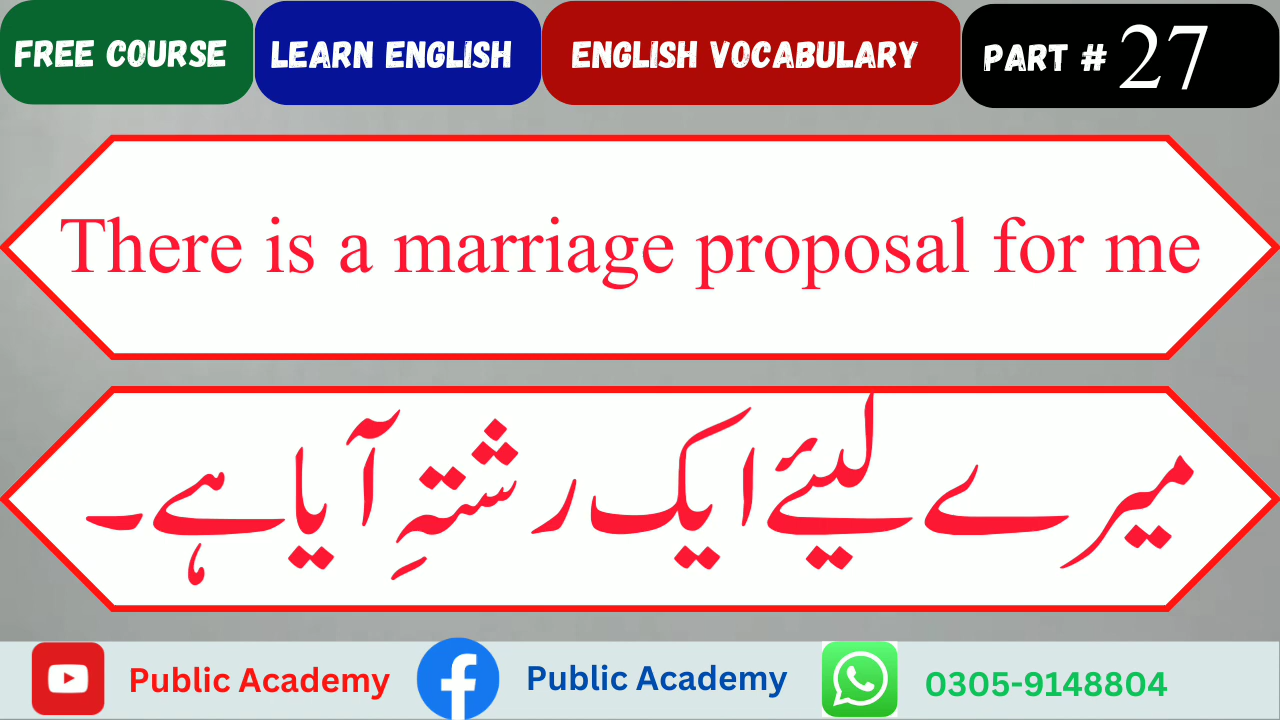 FREE COURSE
LEARN ENGLISH
ENGLISH VOCABULARY
PART # 27
There is a marriage proposal for me
میرے لیئے ایک رشتہِ آیا ہے۔
Public Academy
Public Academy
0305-9148804